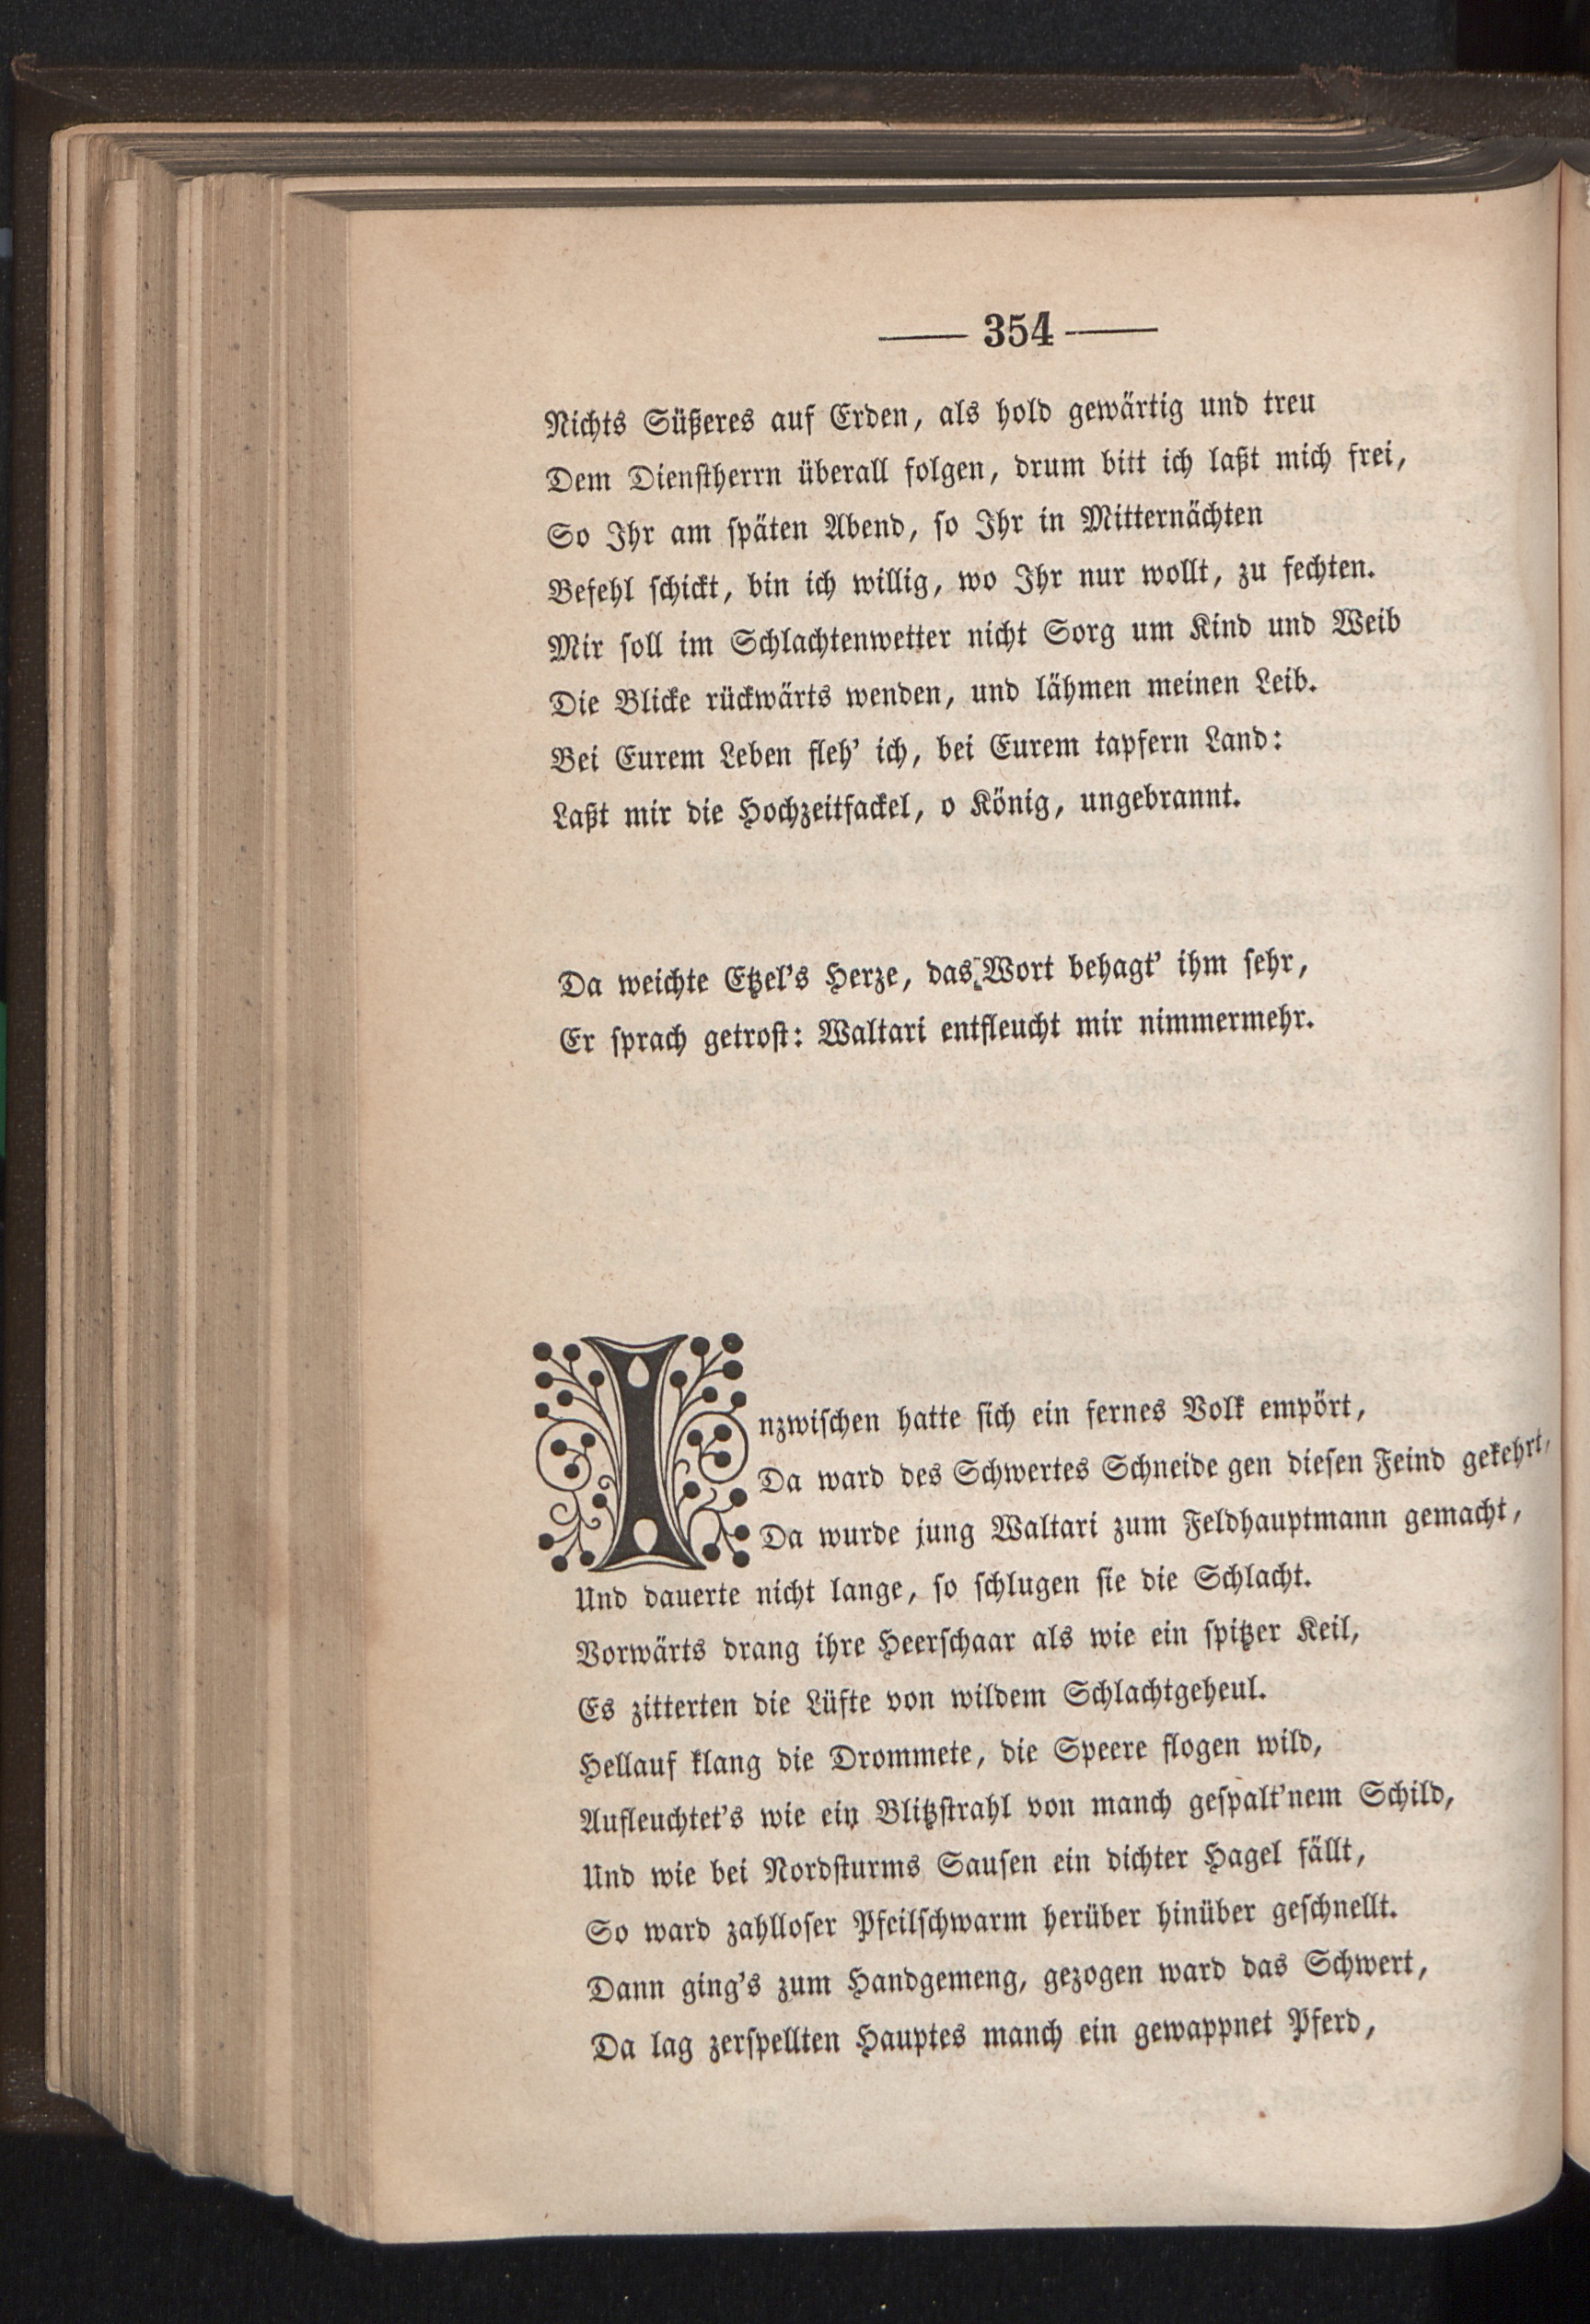 — 354 —
Nichts Süßeres auf Erden, als hold gewärtig und treu
Dem Dienstherrn überall folgen, drum bitt ich laßt mich frei,
So Ihr am späten Abend, so Ihr in Mitternächten
Befehl schickt, bin ich willig, wo Ihr nur wollt, zu fechten.
Mir soll im Schlachtenwetter nicht Sorg um Kind und Weib
Die Blicke rückwärts wenden, und lähmen meinen Leib.
Bei Eurem Leben fleh' ich, bei Eurem tapfern Land:
Laßt mir die Hochzeitfackel, o König, ungebrannt.
Da weichte Etzel's Herze, das Wort behagt' ihm sehr,
Er sprach getrost: Waltari entfleucht mir nimmermehr.
Inzwischen hatte sich ein fernes Volk empört,
Da ward des Schwertes Schneide gen diesen Feind gekehrt,
Da wurde jung Waltari zum Feldhauptmann gemacht,
Und dauerte nicht lange, so schlugen sie die Schlacht.
Vorwärts drang ihre Heerschaar als wie ein spitzer Keil,
Es zitterten die Lüfte von wildem Schlachtgeheul.
Hellauf klang die Drommete, die Speere flogen wild,
Aufleuchtet's wie ein Blitzstrahl von manch gespalt'nem Schild,
Und wie bei Nordsturms Sausen ein dichter Hagel fällt,
So ward zahlloser Pfeilschwarm herüber hinüber geschnellt.
Dann ging's zum Handgemeng, gezogen ward das Schwert,
Da lag zerspellten Hauptes manch ein gewappnet Pferd,